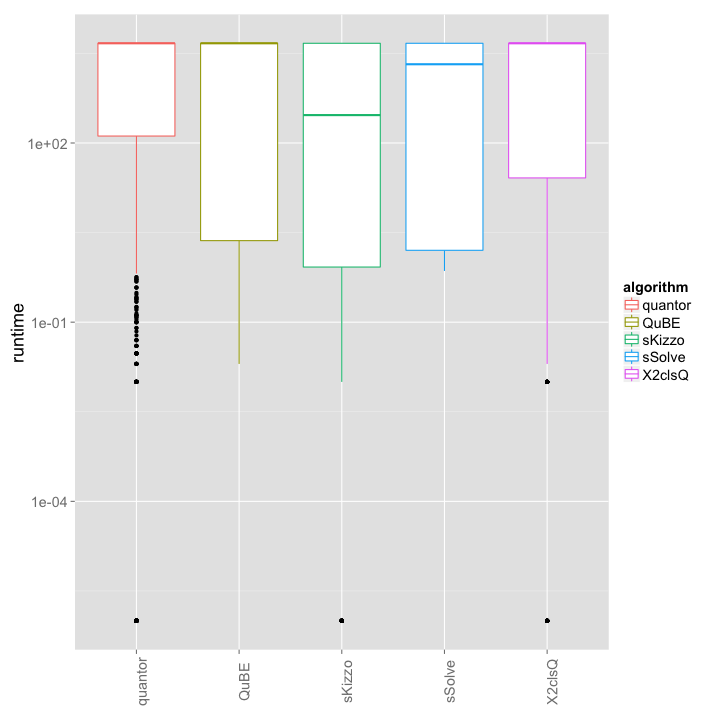 1e+02
1e-01
1e-04
runtime
quantor
QuBE
sKizzo
sSolve
X2clsQ
algorithm
quantor
QuBE
sKizzo
sSolve
X2clsQ